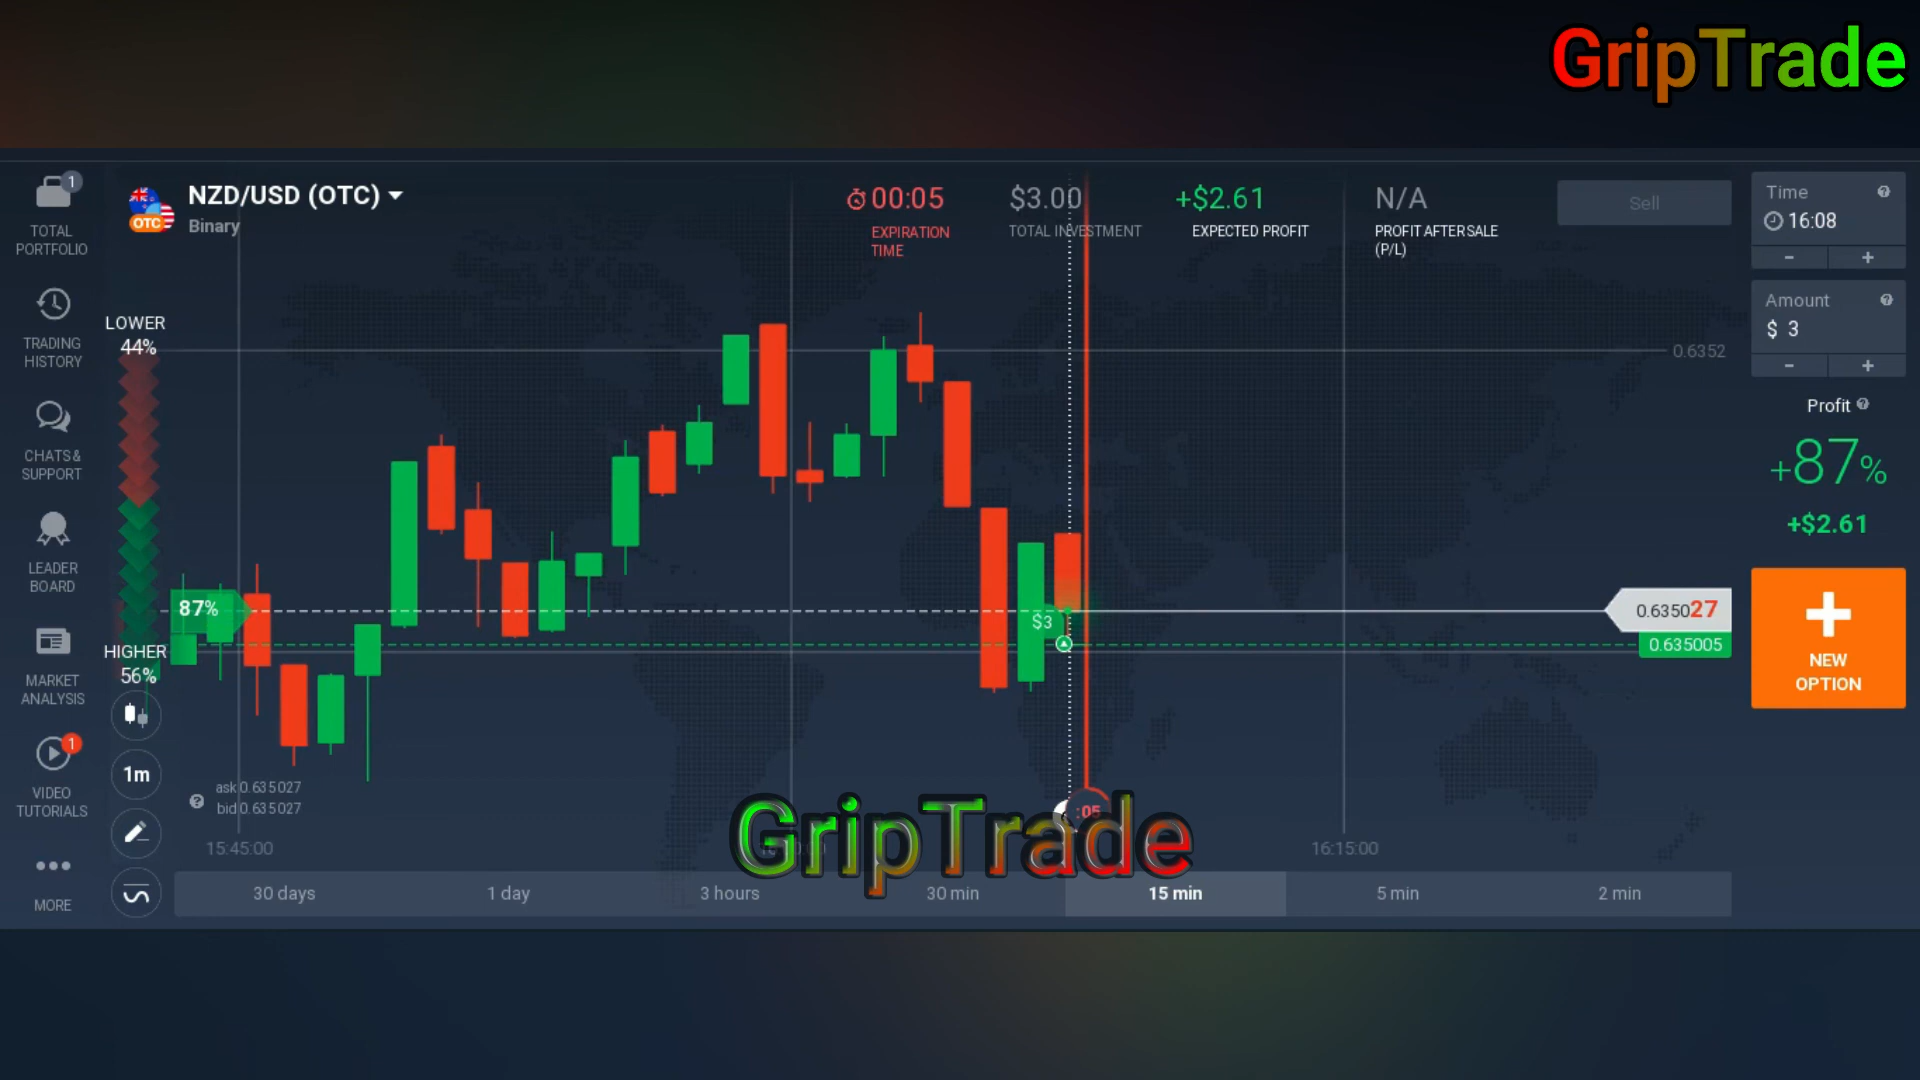 GripTrade
1
TOTAL
PORTFOLIO
TRADING
HISTORY
CHATS &
SUPPORT
LEADER
BOARD
MARKET
ANALYSIS
1
VIDEO
TUTORIALS
MORE
OTC
NZD/USD (OTC)
Binary
00:05
EXPIRATION
TIME
$3.00
TOTAL INVESTMENT
+$2.61
EXPECTED PROFIT
N/A
PROFIT AFTER SALE
(P/L)
Sell
Time
16:08
- +
Amount
$ 3
- +
Profit
+87%
+$2.61
NEW
OPTION
LOWER
44%
87%
HIGHER
56%
1m
0.6352
$3
0.635027
0.635005
ask 0.635027
bid 0.635027
:05
GripTrade
15:45:00
16:15:00
30 days
1 day
3 hours
30 min
15 min
5 min
2 min